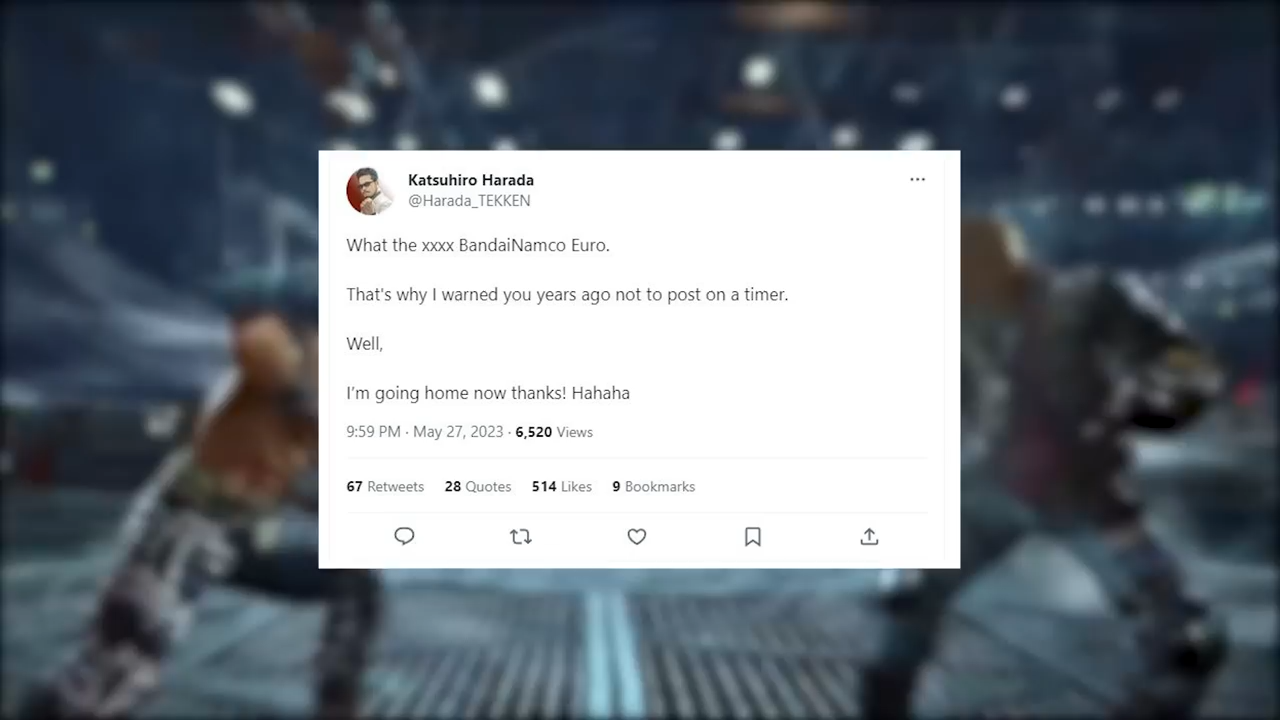 Katsuhiro Harada
@Harada_TEKKEN
What the xxxx BandaiNamco Euro.
That's why I warned you years ago not to post on a timer.
Well,
I'm going home now thanks! Hahaha
9:59 PM · May 27, 2023 · 6,520 Views
67 Retweets 28 Quotes 514 Likes 9 Bookmarks